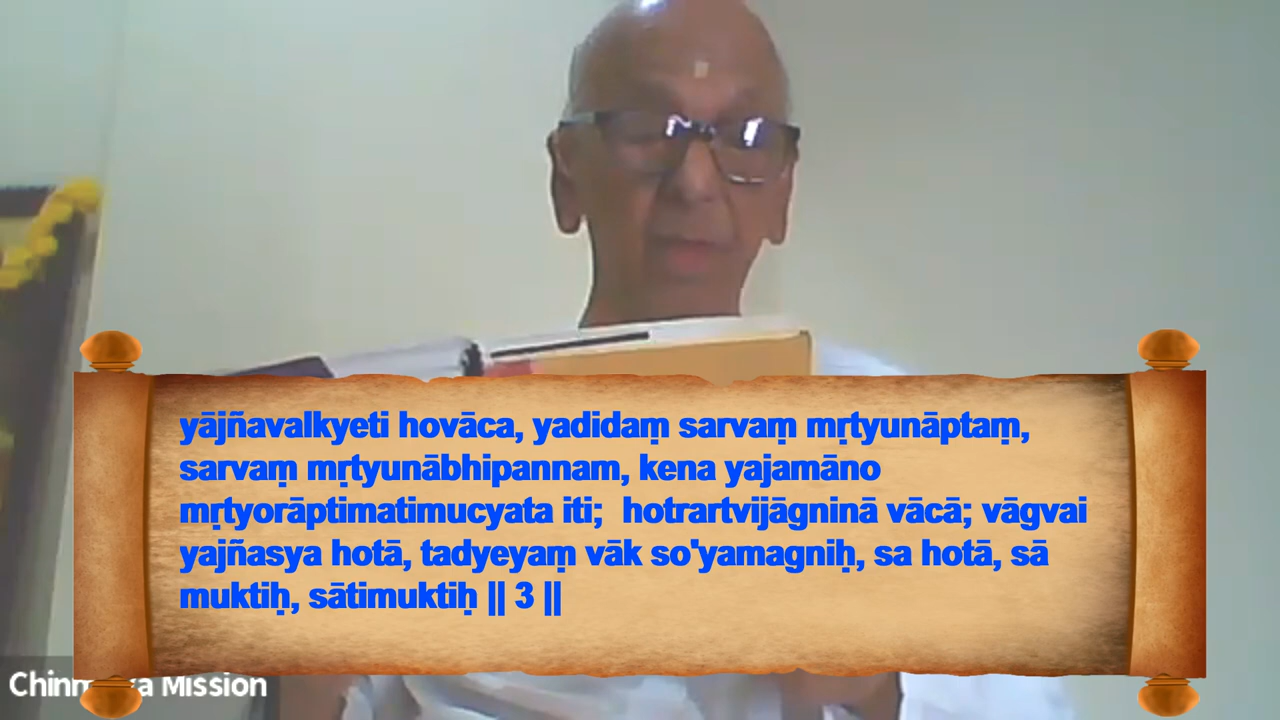 yājñavalkyeti hovāca, yadidaṃ sarvaṃ mṛtyunāptaṃ,
sarvaṃ mṛtyunābhipannam, kena yajamāno
mṛtyorāptimatimucyata iti;  hotrartvijāgninā vācā; vāgvai
yajñasya hotā, tadyeyaṃ vāk so'yamagniḥ, sa hotā, sā
muktiḥ, sātimuktiḥ || 3 ||
Mission